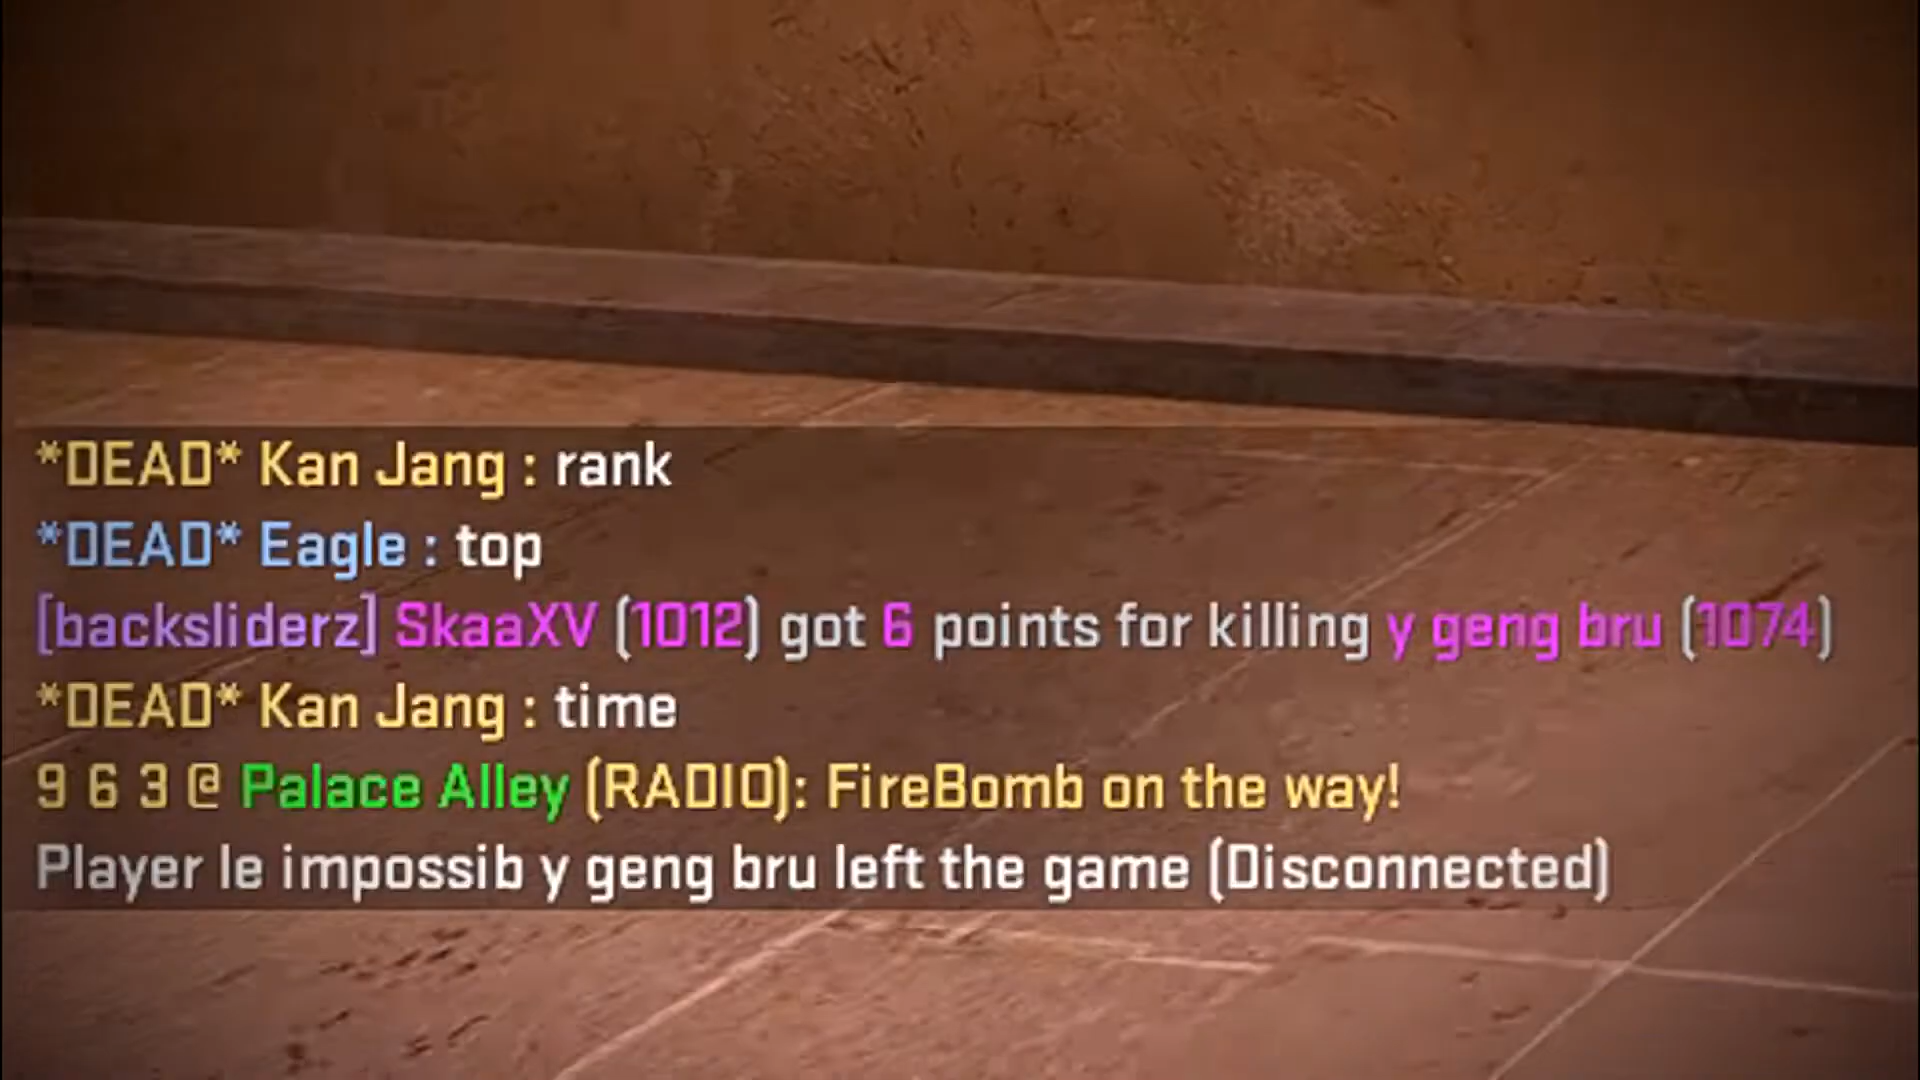 *DEAD* Kan Jang : rank
*DEAD* Eagle : top
[backsliderz] SkaaXV (1012) got 6 points for killing y geng bru (1074)
*DEAD* Kan Jang : time
9 6 3 @ Palace Alley (RADIO): FireBomb on the way!
Player le impossib y geng bru left the game (Disconnected)